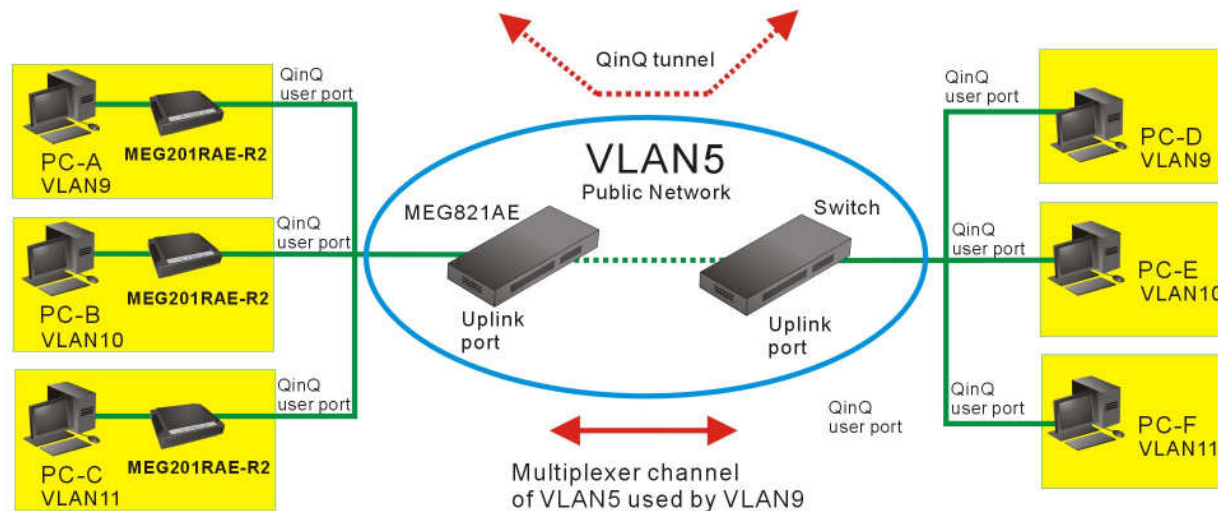 QinQ tunnel
QinQ
user port
PC-A
VLAN9
MEG201RAE-R2
QinQ
user port
PC-B
VLAN10
MEG201RAE-R2
QinQ
user port
PC-C
VLAN11
MEG201RAE-R2
VLAN5
Public Network
MEG821AE
Uplink
port
Switch
Uplink
port
Multiplexer channel
of VLAN5 used by VLAN9
QinQ
user port
QinQ
user port
PC-D
VLAN9
QinQ
user port
PC-E
VLAN10
QinQ
user port
PC-F
VLAN11